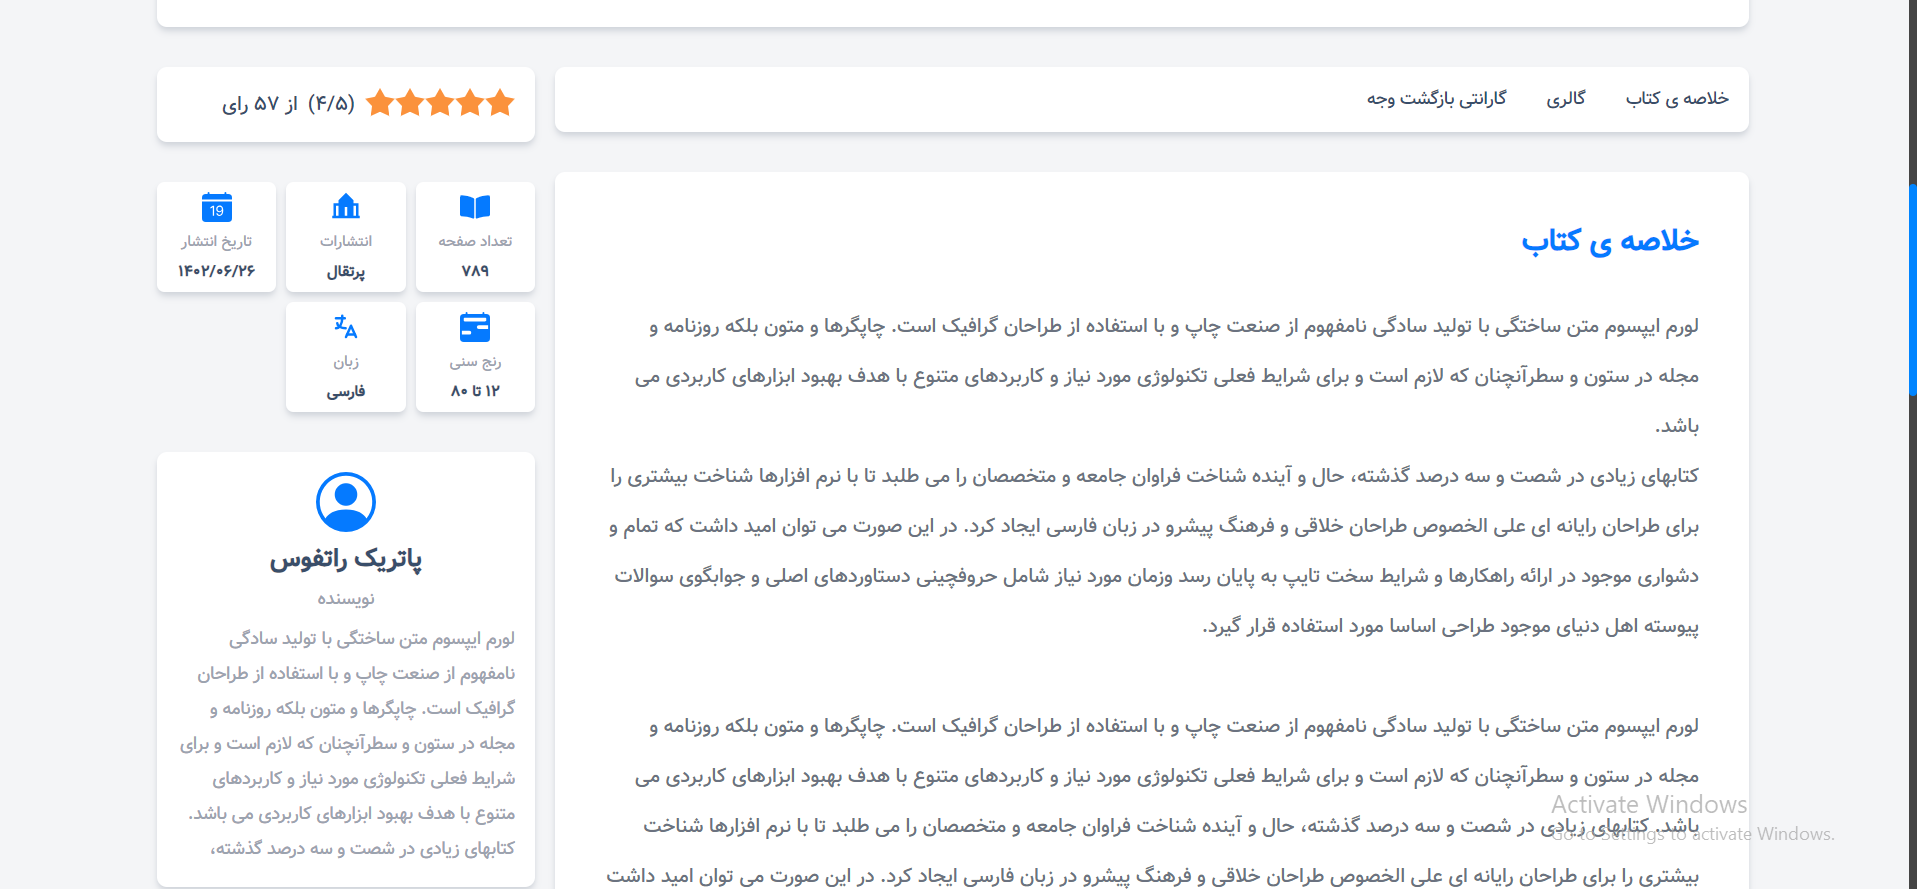 خلاصه ی کتاب
گالری
گارانتی بازگشت وجه
خلاصه ی کتاب
لورم ایپسوم متن ساختگی با تولید سادگی نامفهوم از صنعت چاپ و با استفاده از طراحان گرافیک است. چاپگرها و متون بلکه روزنامه و
مجله در ستون و سطرآنچنان که لازم است و برای شرایط فعلی تکنولوژی مورد نیاز و کاربردهای متنوع با هدف بهبود ابزارهای کاربردی می
باشد.
کتابهای زیادی در شصت و سه درصد گذشته، حال و آینده شناخت فراوان جامعه و متخصصان را می طلبد تا با نرم افزارها شناخت بیشتری را
برای طراحان رایانه ای علی الخصوص طراحان خلاقی و فرهنگ پیشرو در زبان فارسی ایجاد کرد. در این صورت می توان امید داشت که تمام و
دشواری موجود در ارائه راهکارها و شرایط سخت تایپ به پایان رسد وزمان مورد نیاز شامل حروفچینی دستاوردهای اصلی و جوابگوی سوالات
پیوسته اهل دنیای موجود طراحی اساسا مورد استفاده قرار گیرد.
لورم ایپسوم متن ساختگی با تولید سادگی نامفهوم از صنعت چاپ و با استفاده از طراحان گرافیک است. چاپگرها و متون بلکه روزنامه و
مجله در ستون و سطرآنچنان که لازم است و برای شرایط فعلی تکنولوژی مورد نیاز و کاربردهای متنوع با هدف بهبود ابزارهای کاربردی می
باشد. کتابهای زیادی در شصت و سه درصد گذشته، حال و آینده شناخت فراوان جامعه و متخصصان را می طلبد تا با نرم افزارها شناخت
بیشتری را برای طراحان رایانه ای علی الخصوص طراحان خلاقی و فرهنگ پیشرو در زبان فارسی ایجاد کرد. در این صورت می توان امید داشت
(۴/۵) از ۵۷ رای
تعداد صفحه
۷۸۹
انتشارات
پرتقال
19
تاریخ انتشار
۱۴۰۲/۰۶/۲۶
رنج سنی
۱۲ تا ۸۰
زبان
فارسی
پاتریک راتفوس
نویسنده
لورم ایپسوم متن ساختگی با تولید سادگی
نامفهوم از صنعت چاپ و با استفاده از طراحان
گرافیک است. چاپگرها و متون بلکه روزنامه و
مجله در ستون و سطرآنچنان که لازم است و برای
شرایط فعلی تکنولوژی مورد نیاز و کاربردهای
متنوع با هدف بهبود ابزارهای کاربردی می باشد.
کتابهای زیادی در شصت و سه درصد گذشته،
Activate Windows
Go to Settings to activate Windows.